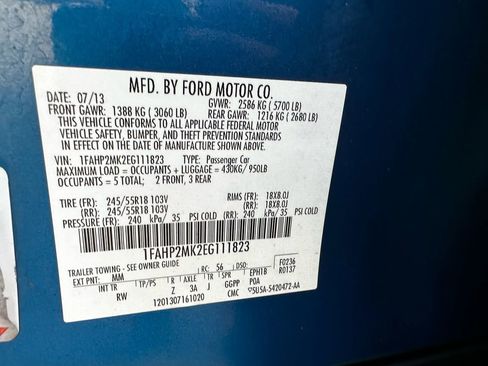 MFD. BY FORD MOTOR CO.
DATE: 07/13 GVWR: 2586 KG (5700 LB)
FRONT GAWR: 1388 KG (3060 LB) REAR GAWR: 1216 KG (2680 LB)
THIS VEHICLE CONFORMS TO ALL APPLICABLE FEDERAL MOTOR
VEHICLE SAFETY, BUMPER, AND THEFT PREVENTION STANDARDS
IN EFFECT ON THE DATE OF MANUFACTURE SHOWN ABOVE.
VIN: 1FAHP2MK2EG111823 TYPE: Passenger Car
MAXIMUM LOAD = OCCUPANTS + LUGGAGE = 430KG/ 950LB
OCCUPANTS = 5 TOTAL; 2 FRONT, 3 REAR
TIRE (FR): 245/55R18 103V RIMS (FR): 18X8.0J
(RR): 245/55R18 103V (RR): 18X8.0J
PRESSURE (FR): 240 kPa/ 35 PSI COLD (RR): 240 kPa/ 35 PSI COLD
1FAHP2MK2EG111823
TRAILER TOWING - SEE OWNER GUIDE F0236
EXT PNT: MM RC: 56 DSO: R0137
INT TR TP/PS R AXLE TR SPR EPH1B
RW Z 3A J GGPP POA
1201307161020 CMC 5U5A-5420472-AA